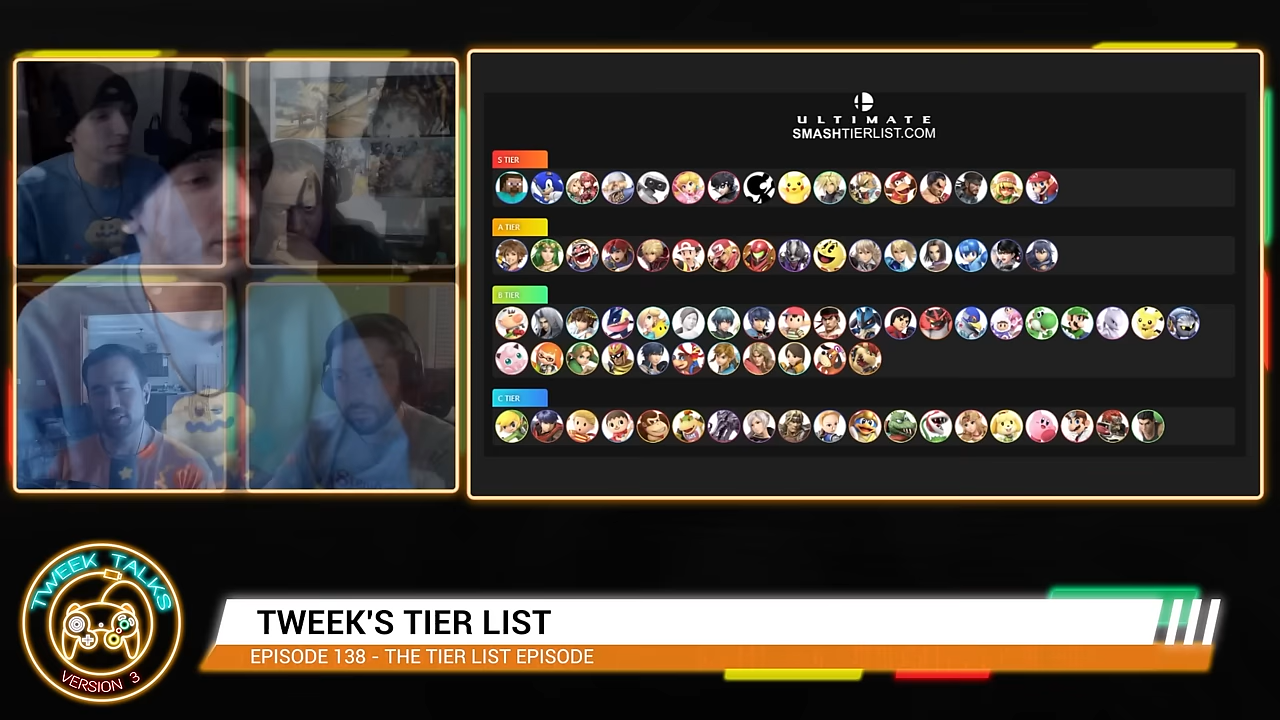 ULTIMATE
SMASHTIERLIST.COM
S TIER
A TIER
B TIER
C TIER
TWEEK TALKS
VERSION 3
TWEEK'S TIER LIST
EPISODE 138 - THE TIER LIST EPISODE